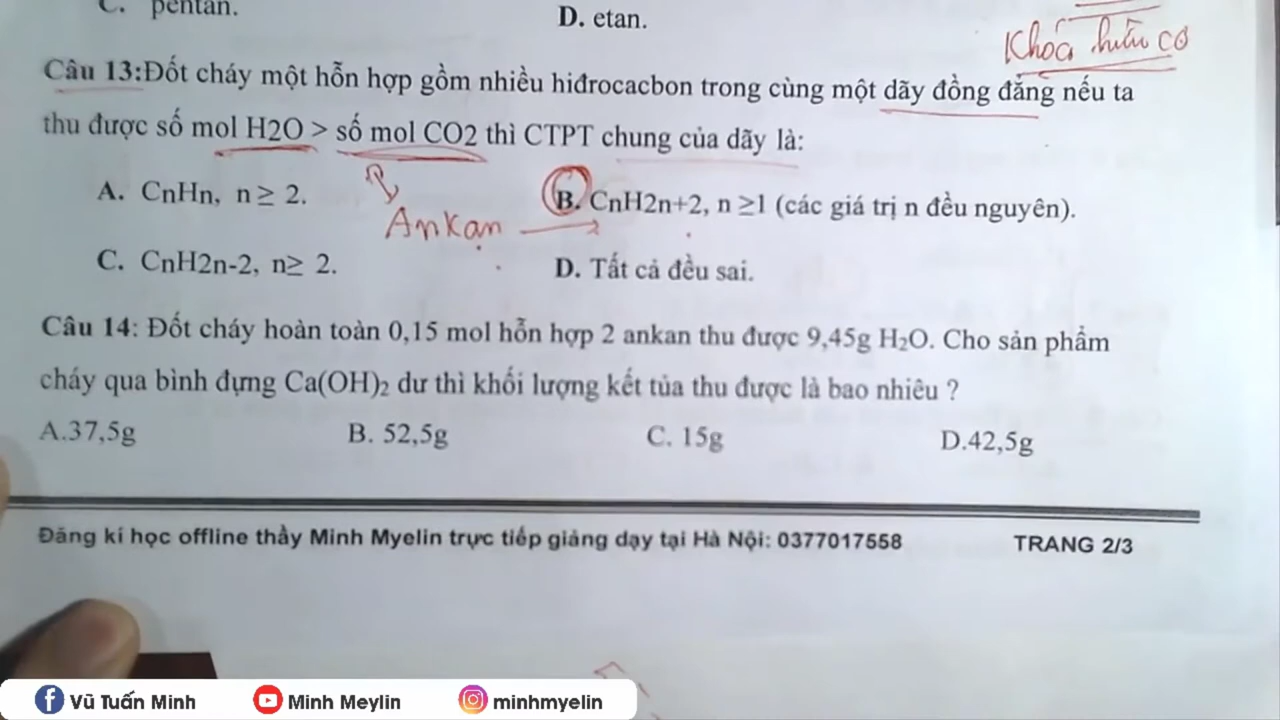 C. pentan.
D. etan.
Khoá hữu cơ
Câu 13:Đốt cháy một hỗn hợp gồm nhiều hiđrocacbon trong cùng một dãy đồng đẳng nếu ta
thu được số mol H2O > số mol CO2 thì CTPT chung của dãy là:
A. CnHn, n ≥ 2.
B. CnH2n+2, n ≥1 (các giá trị n đều nguyên).
Ankan
C. CnH2n-2, n≥ 2.
D. Tất cả đều sai.
Câu 14: Đốt cháy hoàn toàn 0,15 mol hỗn hợp 2 ankan thu được 9,45g H₂O. Cho sản phẩm
cháy qua bình đựng Ca(OH)₂ dư thì khối lượng kết tủa thu được là bao nhiêu ?
A.37,5g
B. 52,5g
C. 15g
D.42,5g
Đăng kí học offline thầy Minh Myelin trực tiếp giảng dạy tại Hà Nội: 0377017558
TRANG 2/3
Vũ Tuấn Minh
Minh Meylin
minhmyelin